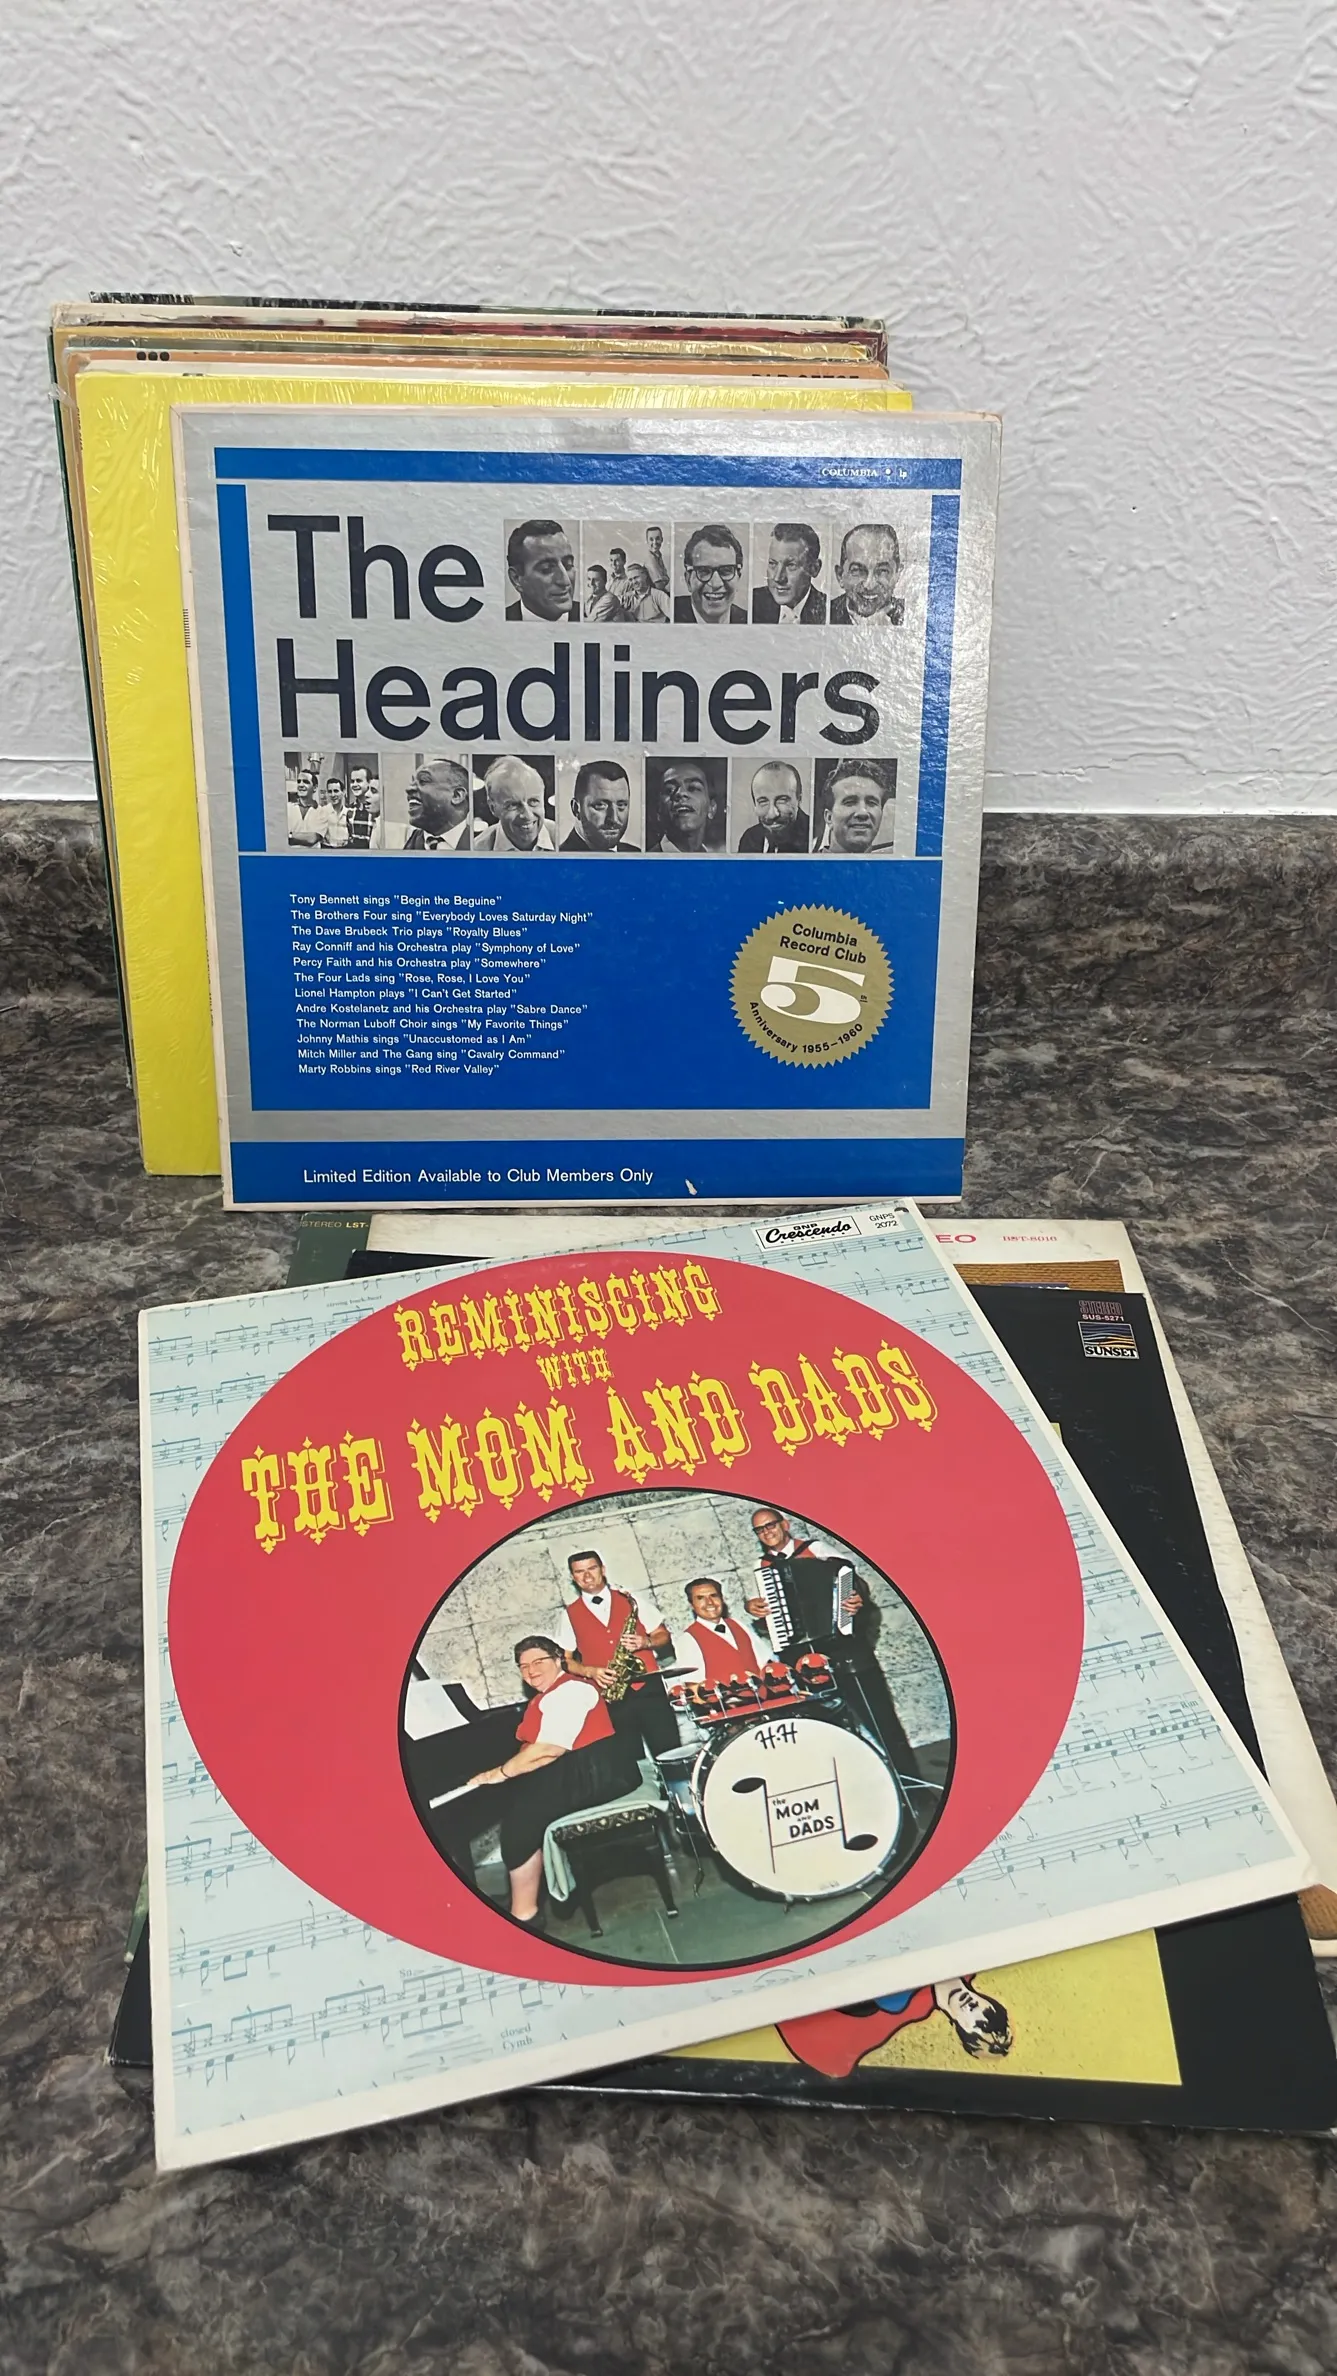 COLUMBIA lp
The
Headliners
Tony Bennett sings "Begin the Beguine"
The Brothers Four sing "Everybody Loves Saturday Night"
The Dave Brubeck Trio plays "Royalty Blues"
Ray Conniff and his Orchestra play "Symphony of Love"
Percy Faith and his Orchestra play "Somewhere"
The Four Lads sing "Rose, Rose, I Love You"
Lionel Hampton plays "I Can't Get Started"
Andre Kostelanetz and his Orchestra play "Sabre Dance"
The Norman Luboff Choir sings "My Favorite Things"
Johnny Mathis sings "Unaccustomed as I Am"
Mitch Miller and The Gang sing "Cavalry Command"
Marty Robbins sings "Red River Valley"
Columbia
Record Club
5
Anniversary 1955–1960
Limited Edition Available to Club Members Only
STEREO LST-
GNP
Crescendo
GNPS
2072
BST-8016
STEREO
SUS-5271
SUNSET
REMINISCING
WITH
THE MOM AND DADS
H·H
the
MOM
AND
DADS
closed
Cymb.